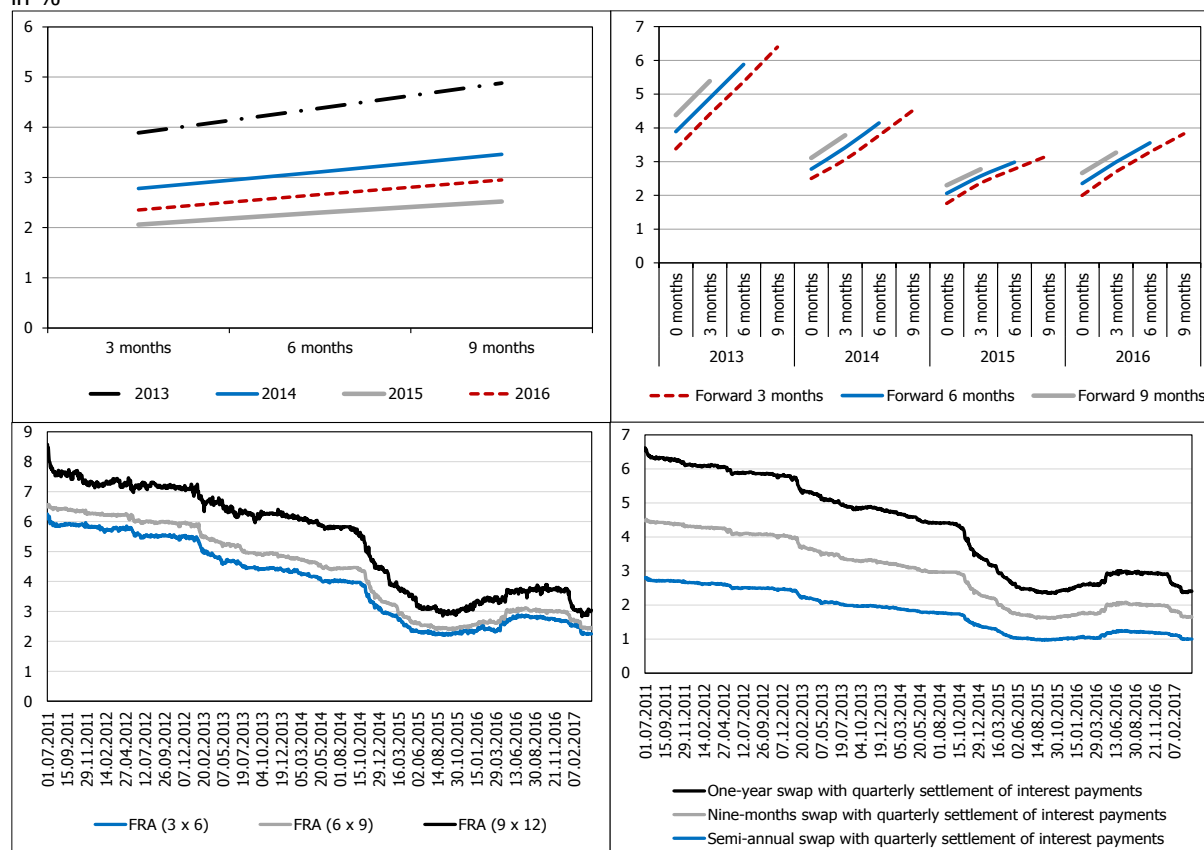 in %
6
5
4
3
2
1
0
3 months 6 months 9 months
2013 2014 2015 2016
7
6
5
4
3
2
1
0
0 months 3 months 6 months 9 months 0 months 3 months 6 months 9 months 0 months 3 months 6 months 9 months 0 months 3 months 6 months 9 months
2013 2014 2015 2016
Forward 3 months Forward 6 months Forward 9 months
9
8
7
6
5
4
3
2
1
0
01.07.2011 15.09.2011 29.11.2011 14.02.2012 27.04.2012 12.07.2012 26.09.2012 07.12.2012 20.02.2013 07.05.2013 19.07.2013 04.10.2013 19.12.2013 05.03.2014 20.05.2014 01.08.2014 15.10.2014 29.12.2014 16.03.2015 02.06.2015 14.08.2015 30.10.2015 15.01.2016 29.03.2016 13.06.2016 30.08.2016 21.11.2016 07.02.2017
FRA (3 x 6) FRA (6 x 9) FRA (9 x 12)
7
6
5
4
3
2
1
0
01.07.2011 15.09.2011 29.11.2011 14.02.2012 27.04.2012 12.07.2012 26.09.2012 07.12.2012 20.02.2013 07.05.2013 19.07.2013 04.10.2013 19.12.2013 05.03.2014 20.05.2014 01.08.2014 15.10.2014 29.12.2014 16.03.2015 02.06.2015 14.08.2015 30.10.2015 15.01.2016 29.03.2016 13.06.2016 30.08.2016 21.11.2016 07.02.2017
One-year swap with quarterly settlement of interest payments
Nine-months swap with quarterly settlement of interest payments
Semi-annual swap with quarterly settlement of interest payments